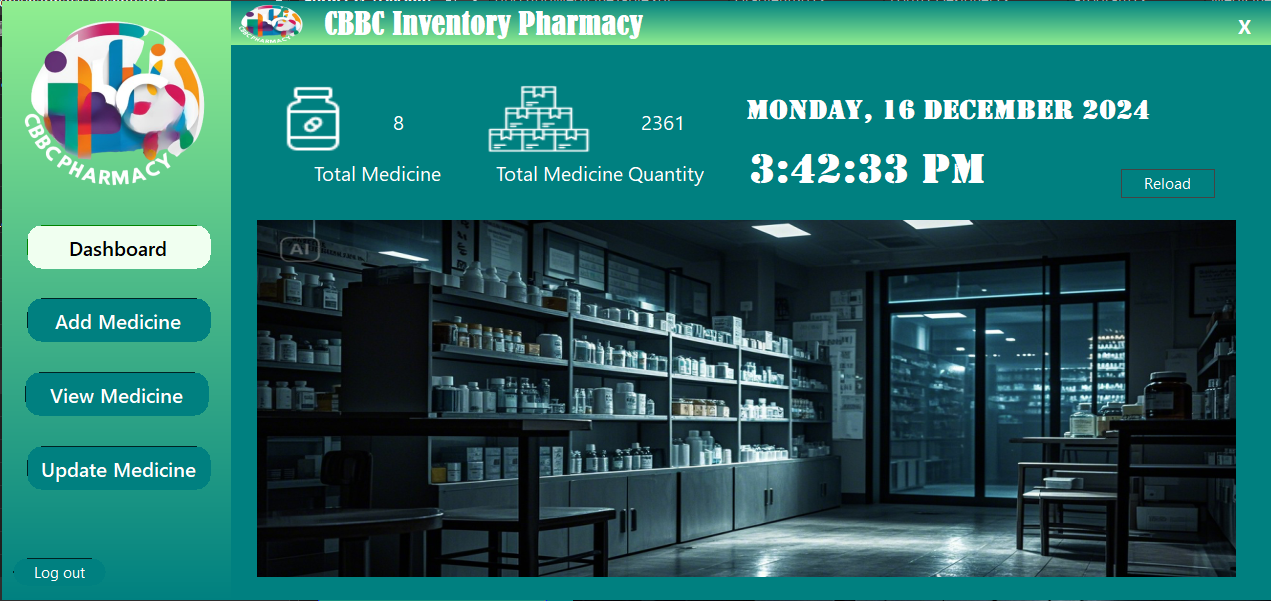 CBBC Inventory Pharmacy
X
CBBC PHARMACY
8
2361
Total Medicine
Total Medicine Quantity
MONDAY, 16 DECEMBER 2024
3:42:33 PM
Reload
Dashboard
Add Medicine
View Medicine
Update Medicine
Log out
AI